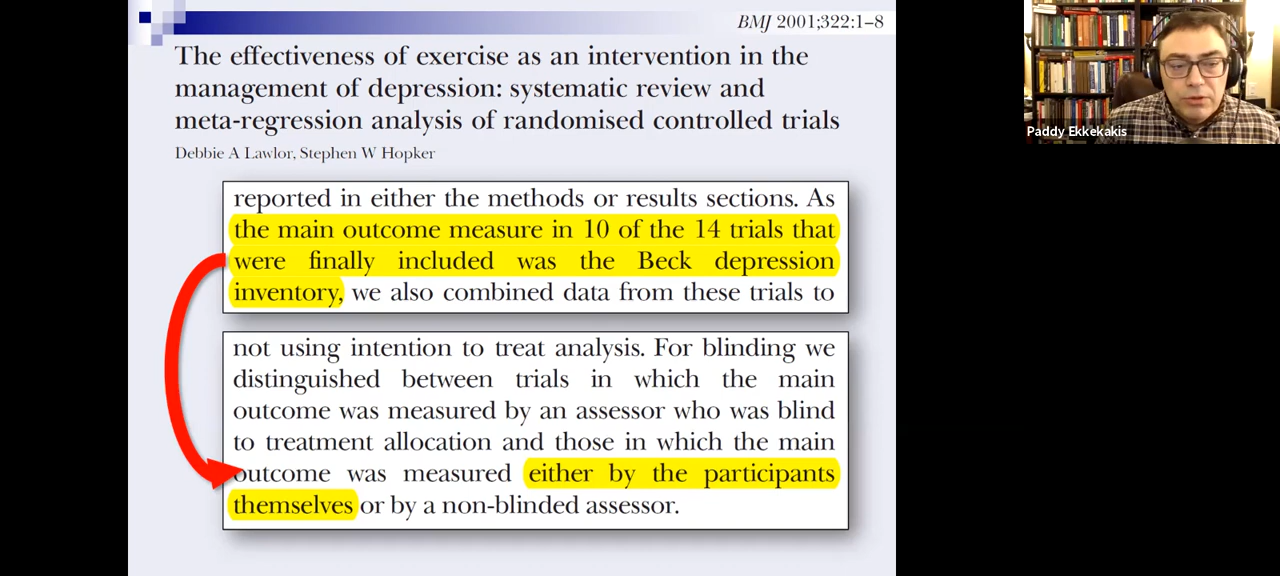 BMJ 2001;322:1–8
The effectiveness of exercise as an intervention in the
management of depression: systematic review and
meta-regression analysis of randomised controlled trials
Debbie A Lawlor, Stephen W Hopker
reported in either the methods or results sections. As
the main outcome measure in 10 of the 14 trials that
were finally included was the Beck depression
inventory, we also combined data from these trials to
not using intention to treat analysis. For blinding we
distinguished between trials in which the main
outcome was measured by an assessor who was blind
to treatment allocation and those in which the main
outcome was measured either by the participants
themselves or by a non-blinded assessor.
Paddy Ekkekakis